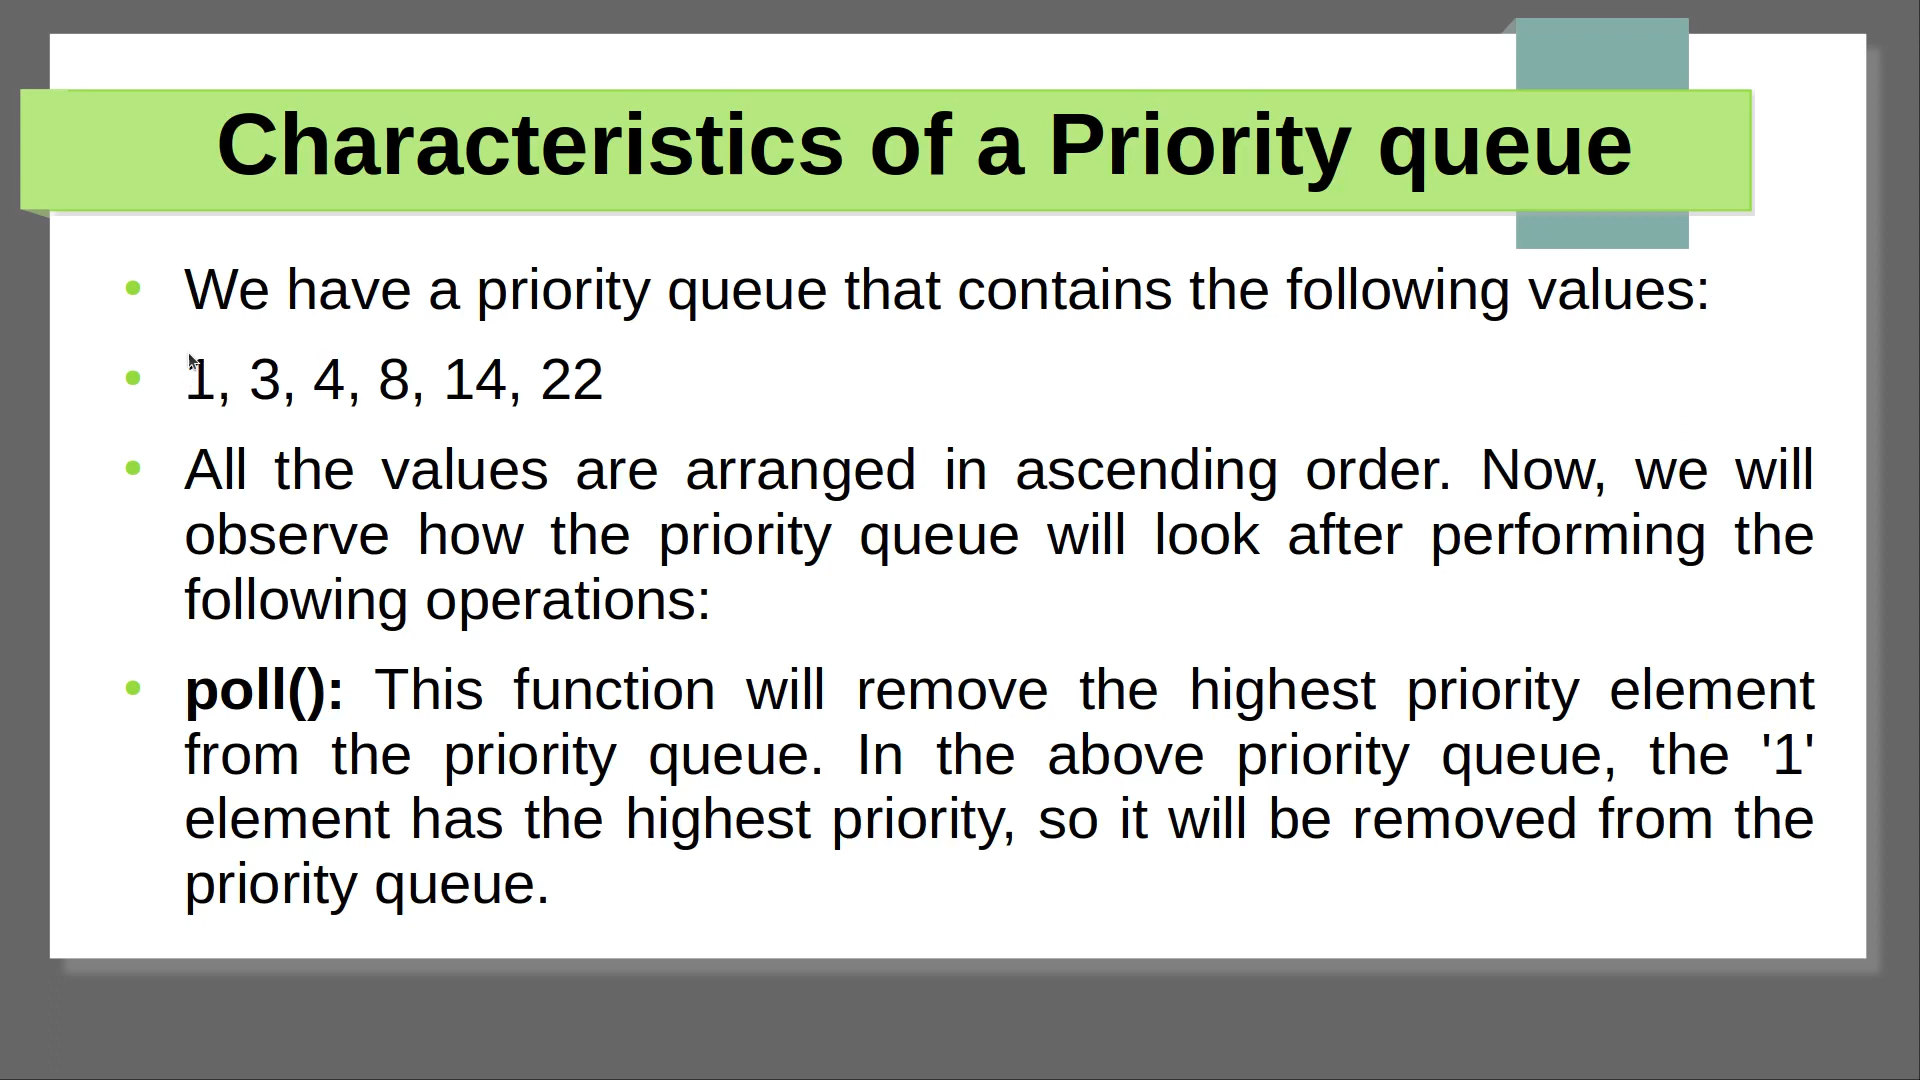 Characteristics of a Priority queue
We have a priority queue that contains the following values:
1, 3, 4, 8, 14, 22
All the values are arranged in ascending order. Now, we will
observe how the priority queue will look after performing the
following operations:
poll(): This function will remove the highest priority element
from the priority queue. In the above priority queue, the '1'
element has the highest priority, so it will be removed from the
priority queue.